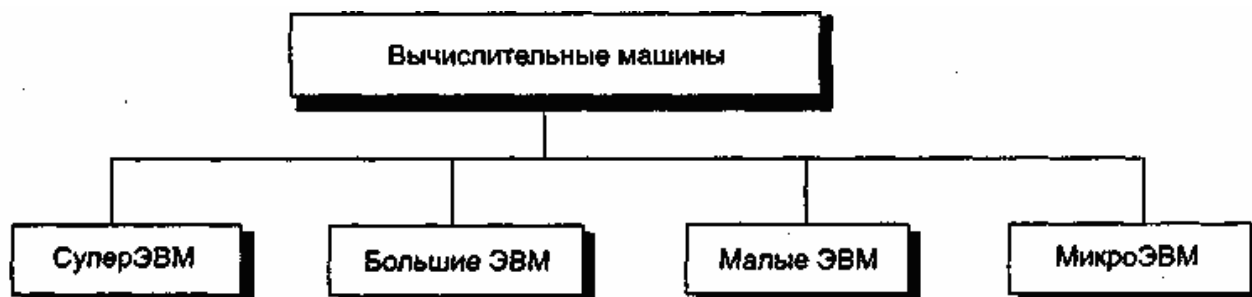 Вычислительные машины
СуперЭВМ
Большие ЭВМ
Малые ЭВМ
МикроЭВМ